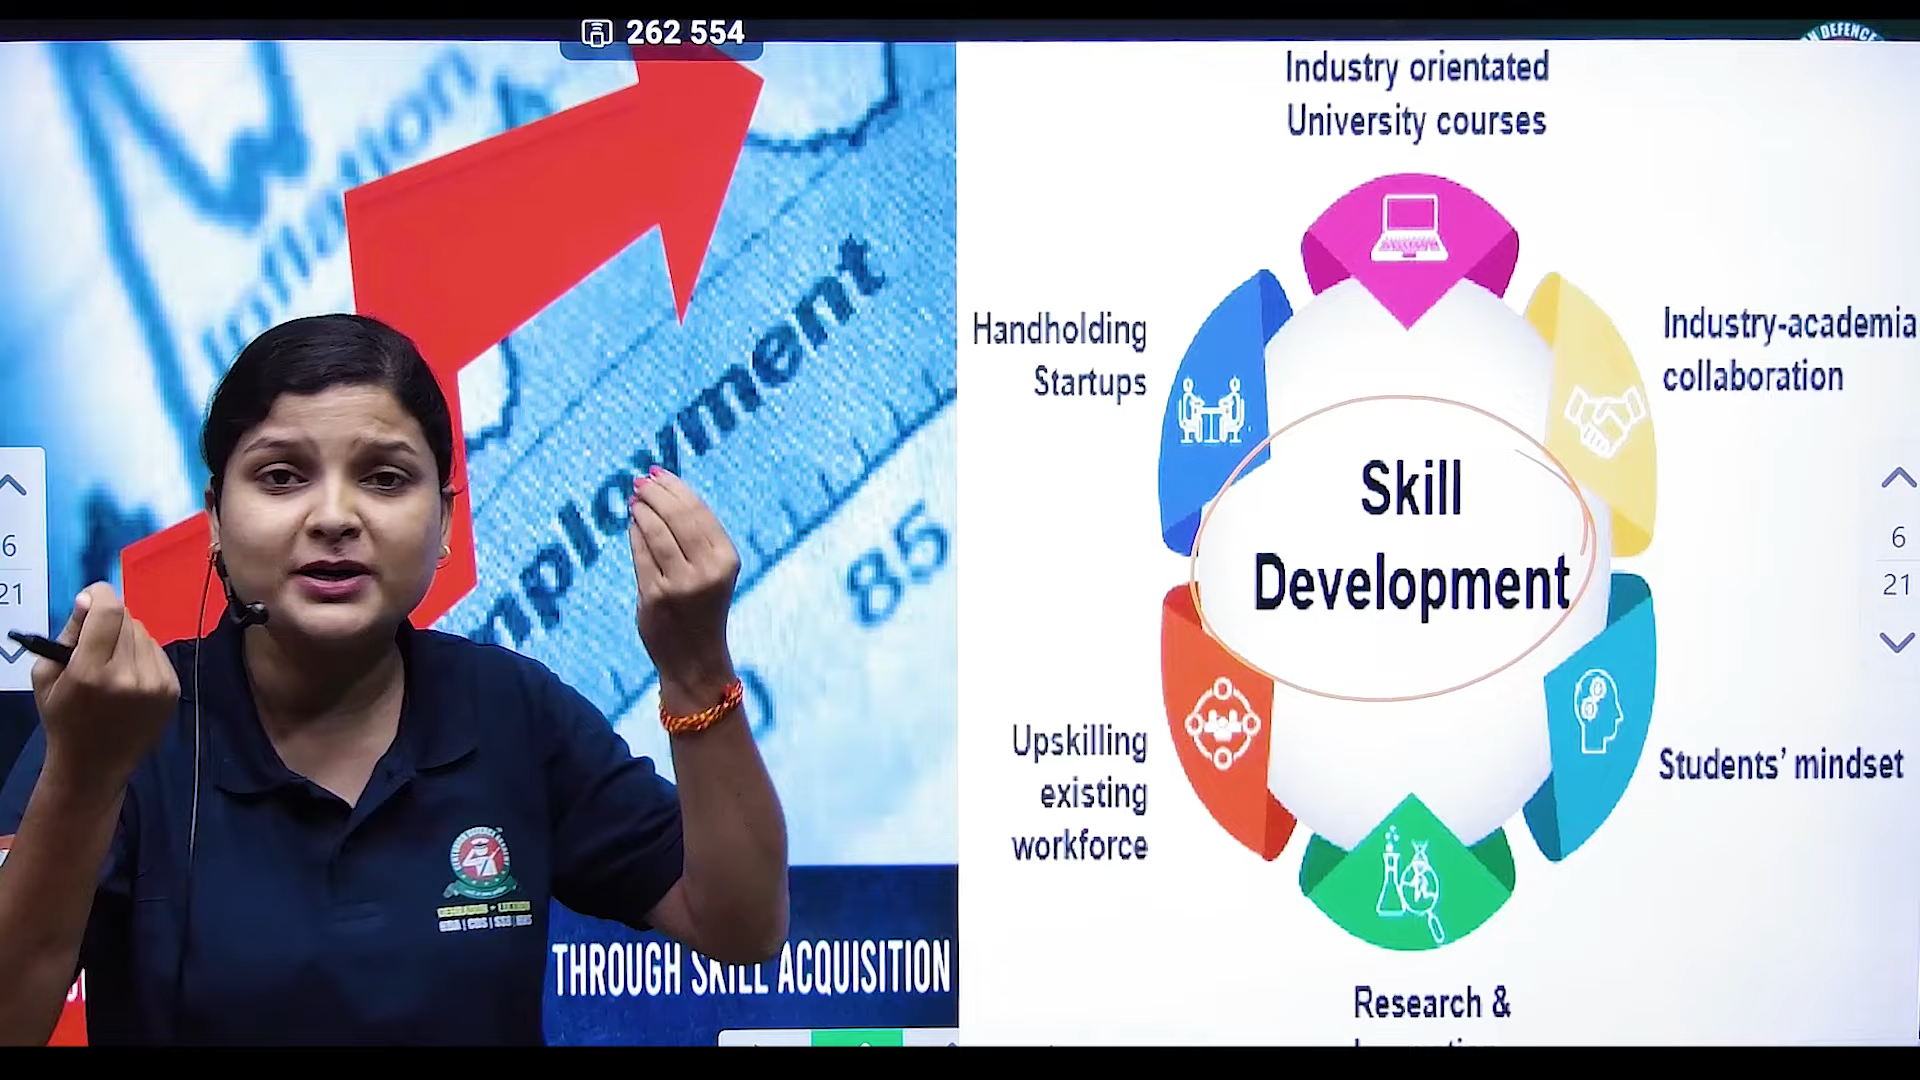 262 554
N DEFENCE
Inflation
mployment
85
6
21
THROUGH SKILL ACQUISITION
Industry orientated
University courses
Handholding
Startups
Industry-academia
collaboration
Skill
Development
6
21
Upskilling
existing
workforce
Students’ mindset
Research &